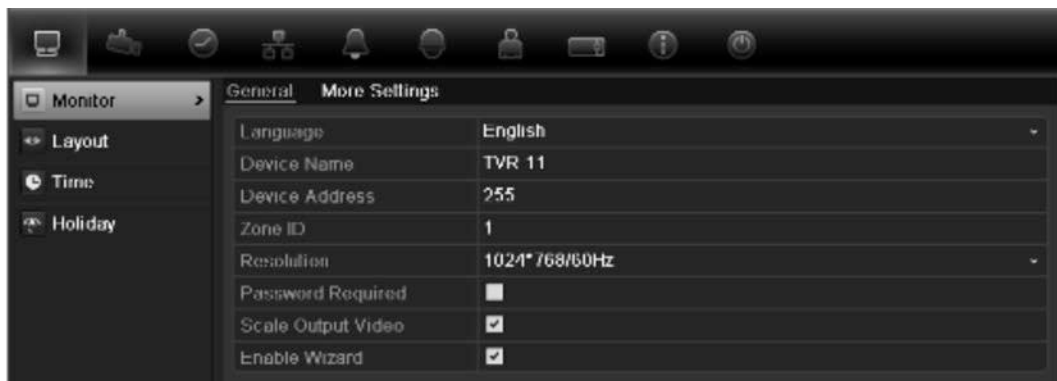 General More Settings
Monitor
Layout
Time
Holiday
Language English
Device Name TVR 11
Device Address 255
Zone ID 1
Resolution 1024*768/60Hz
Password Required
Scale Output Video
Enable Wizard